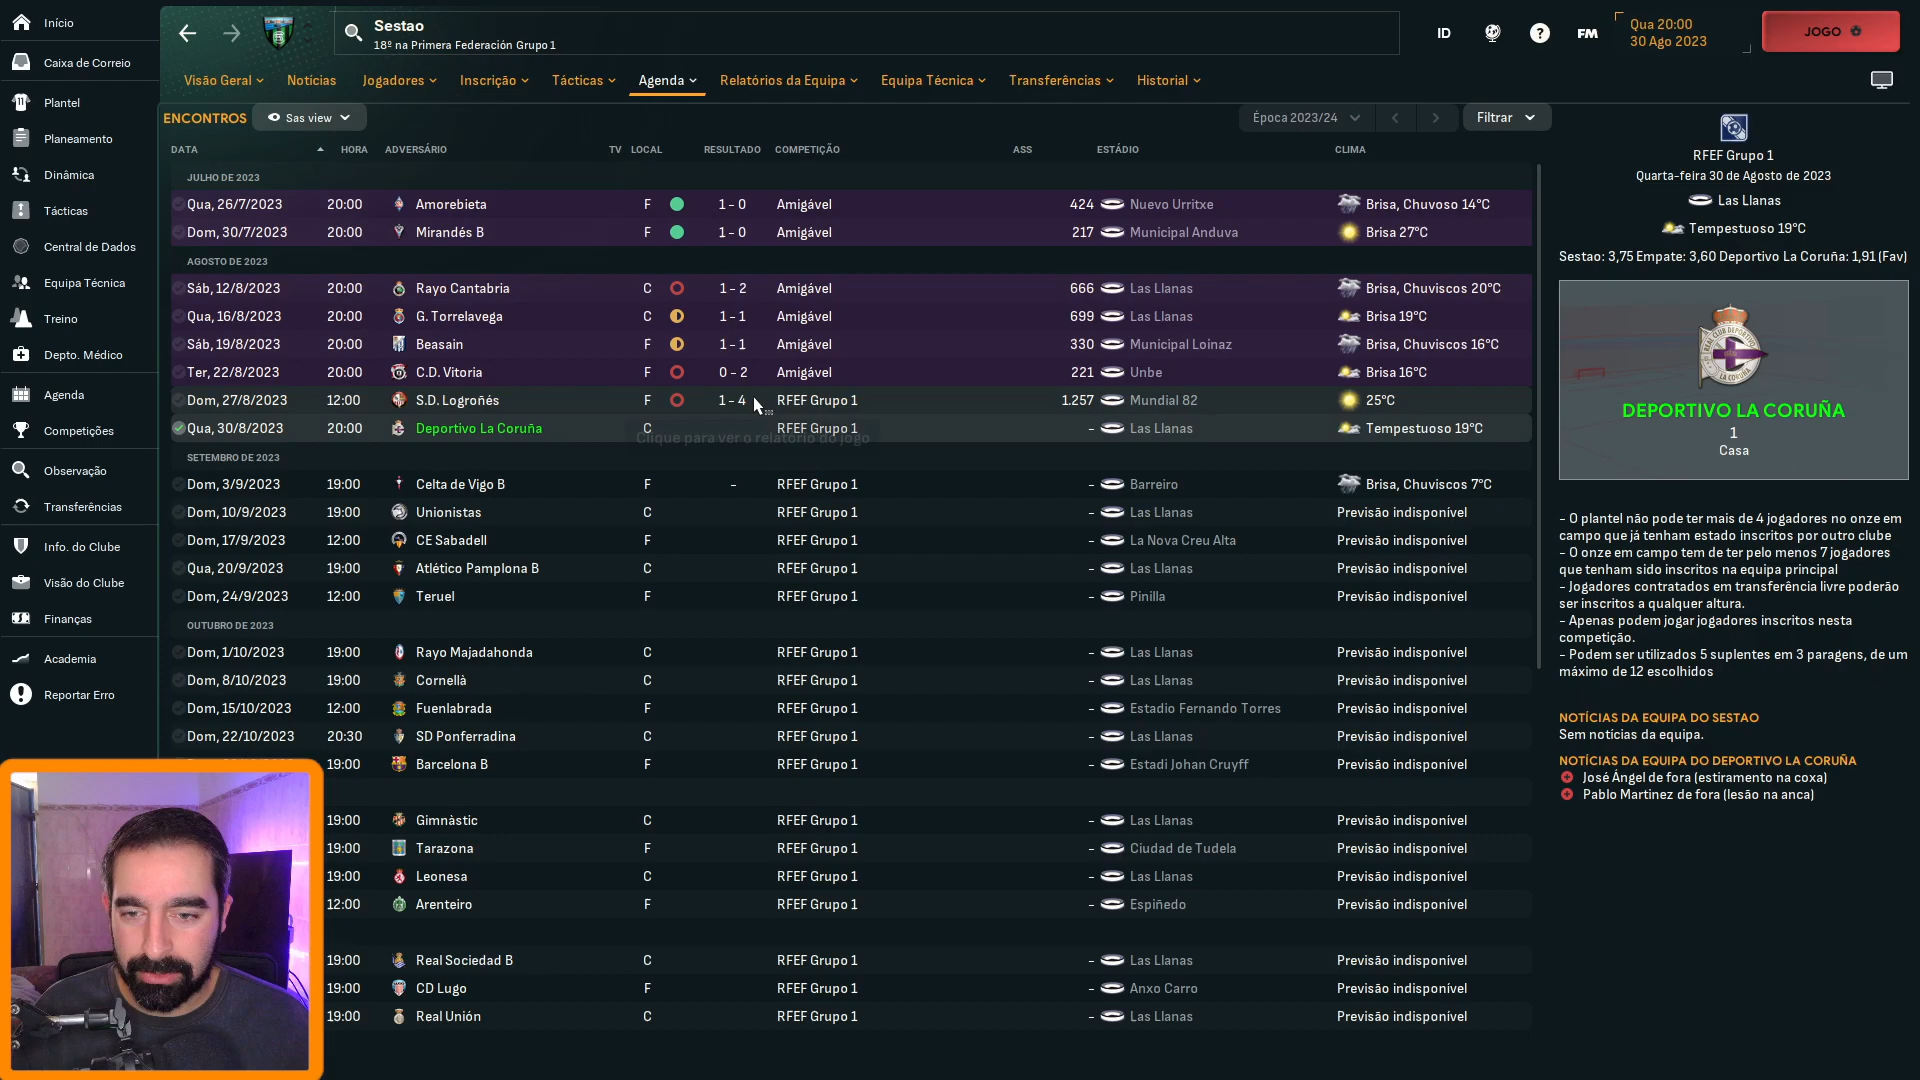 Início
Caixa de Correio
Plantel
Planeamento
Dinâmica
Tácticas
Central de Dados
Equipa Técnica
Treino
Depto. Médico
Agenda
Competições
Observação
Transferências
Info. do Clube
Visão do Clube
Finanças
Academia
Reportar Erro
Sestao
18º na Primera Federación Grupo 1
ID
?
FM
Qua 20:00
30 Ago 2023
JOGO
Visão Geral Notícias Jogadores Inscrição Tácticas Agenda Relatórios da Equipa Equipa Técnica Transferências Historial
ENCONTROS Sas view Época 2023/24 Filtrar
DATA HORA ADVERSÁRIO TV LOCAL RESULTADO COMPETIÇÃO ASS ESTÁDIO CLIMA
JULHO DE 2023
Qua, 26/7/2023 20:00 Amorebieta F 1 - 0 Amigável 424 Nuevo Urritxe Brisa, Chuvoso 14°C
Dom, 30/7/2023 20:00 Mirandés B F 1 - 0 Amigável 217 Municipal Anduva Brisa 27°C
AGOSTO DE 2023
Sáb, 12/8/2023 20:00 Rayo Cantabria C 1 - 2 Amigável 666 Las Llanas Brisa, Chuviscos 20°C
Qua, 16/8/2023 20:00 G. Torrelavega C 1 - 1 Amigável 699 Las Llanas Brisa 19°C
Sáb, 19/8/2023 20:00 Beasain F 1 - 1 Amigável 330 Municipal Loinaz Brisa, Chuviscos 16°C
Ter, 22/8/2023 20:00 C.D. Vitoria F 0 - 2 Amigável 221 Unbe Brisa 16°C
Dom, 27/8/2023 12:00 S.D. Logroñés F 1 - 4 RFEF Grupo 1 1.257 Mundial 82 25°C
Qua, 30/8/2023 20:00 Deportivo La Coruña C RFEF Grupo 1 - Las Llanas Tempestuoso 19°C
Clique para ver o relatório do jogo
SETEMBRO DE 2023
Dom, 3/9/2023 19:00 Celta de Vigo B F - RFEF Grupo 1 - Barreiro Brisa, Chuviscos 7°C
Dom, 10/9/2023 19:00 Unionistas C RFEF Grupo 1 - Las Llanas Previsão indisponível
Dom, 17/9/2023 12:00 CE Sabadell F RFEF Grupo 1 - La Nova Creu Alta Previsão indisponível
Qua, 20/9/2023 19:00 Atlético Pamplona B C RFEF Grupo 1 - Las Llanas Previsão indisponível
Dom, 24/9/2023 12:00 Teruel F RFEF Grupo 1 - Pinilla Previsão indisponível
OUTUBRO DE 2023
Dom, 1/10/2023 19:00 Rayo Majadahonda C RFEF Grupo 1 - Las Llanas Previsão indisponível
Dom, 8/10/2023 19:00 Cornellà C RFEF Grupo 1 - Las Llanas Previsão indisponível
Dom, 15/10/2023 12:00 Fuenlabrada F RFEF Grupo 1 - Estadio Fernando Torres Previsão indisponível
Dom, 22/10/2023 20:30 SD Ponferradina C RFEF Grupo 1 - Las Llanas Previsão indisponível
19:00 Barcelona B F RFEF Grupo 1 - Estadi Johan Cruyff Previsão indisponível
19:00 Gimnàstic C RFEF Grupo 1 - Las Llanas Previsão indisponível
19:00 Tarazona F RFEF Grupo 1 - Ciudad de Tudela Previsão indisponível
19:00 Leonesa C RFEF Grupo 1 - Las Llanas Previsão indisponível
12:00 Arenteiro F RFEF Grupo 1 - Espiñedo Previsão indisponível
19:00 Real Sociedad B C RFEF Grupo 1 - Las Llanas Previsão indisponível
19:00 CD Lugo F RFEF Grupo 1 - Anxo Carro Previsão indisponível
19:00 Real Unión C RFEF Grupo 1 - Las Llanas Previsão indisponível
RFEF Grupo 1
Quarta-feira 30 de Agosto de 2023
Las Llanas
Tempestuoso 19°C
Sestao: 3,75 Empate: 3,60 Deportivo La Coruña: 1,91 (Fav)
DEPORTIVO LA CORUÑA
1
Casa
- O plantel não pode ter mais de 4 jogadores no onze em
campo que já tenham estado inscritos por outro clube
- O onze em campo tem de ter pelo menos 7 jogadores
que tenham sido inscritos na equipa principal
- Jogadores contratados em transferência livre poderão
ser inscritos a qualquer altura.
- Apenas podem jogar jogadores inscritos nesta
competição.
- Podem ser utilizados 5 suplentes em 3 paragens, de um
máximo de 12 escolhidos
NOTÍCIAS DA EQUIPA DO SESTAO
Sem notícias da equipa.
NOTÍCIAS DA EQUIPA DO DEPORTIVO LA CORUÑA
José Ángel de fora (estiramento na coxa)
Pablo Martinez de fora (lesão na anca)